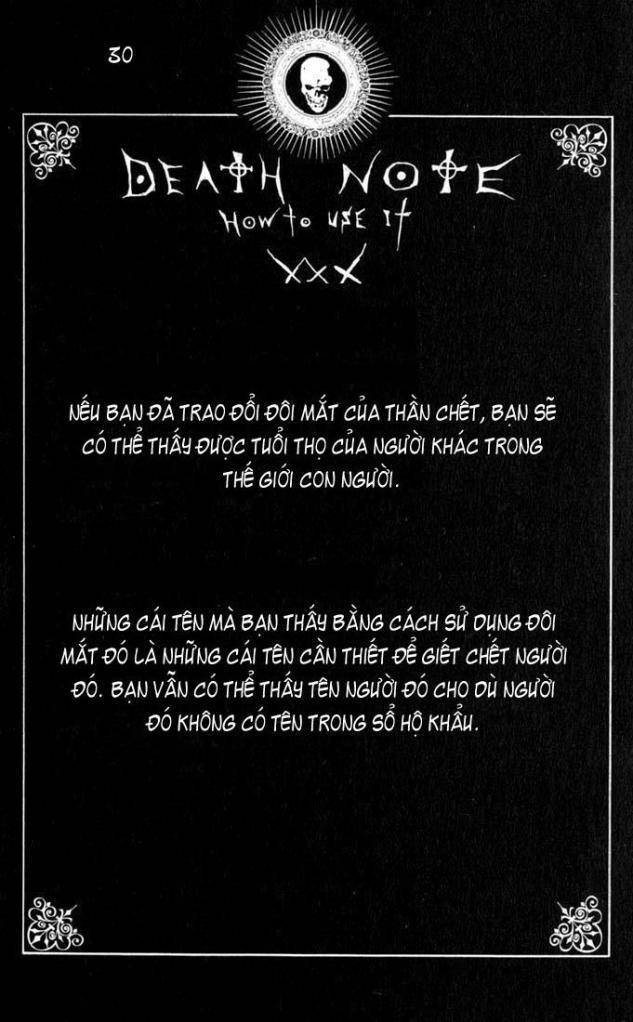 30
DEATH NOTE
HOW TO USE IT
XXX
NẾU BẠN ĐÃ TRAO ĐỔI ĐÔI MẮT CỦA THẦN CHẾT, BẠN SẼ
CÓ THỂ THẤY ĐƯỢC TUỔI THỌ CỦA NGƯỜI KHÁC TRONG
THẾ GIỚI CON NGƯỜI.
NHỮNG CÁI TÊN MÀ BẠN THẤY BẰNG CÁCH SỬ DỤNG ĐÔI
MẮT ĐÓ LÀ NHỮNG CÁI TÊN CẦN THIẾT ĐỂ GIẾT CHẾT NGƯỜI
ĐÓ. BẠN VẪN CÓ THỂ THẤY TÊN NGƯỜI ĐÓ CHO DÙ NGƯỜI
ĐÓ KHÔNG CÓ TÊN TRONG SỔ HỘ KHẨU.